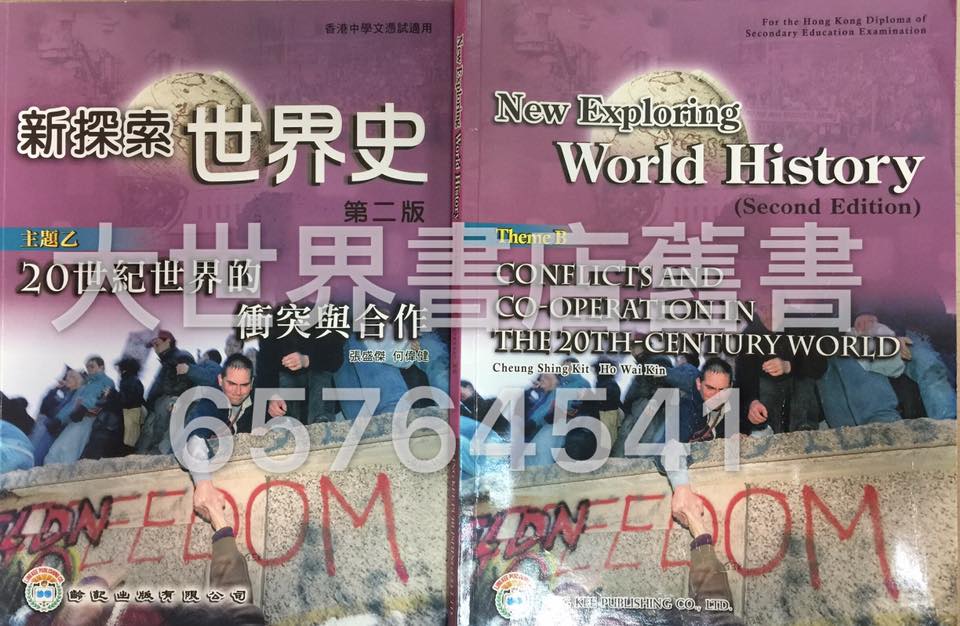 香港中學文憑試適用
新探索 世界史
第二版
主題乙
20世紀世界的
衝突與合作
張盛傑 何偉健
FREEDOM
齡記出版有限公司
New Exploring World History
For the Hong Kong Diploma of
Secondary Education Examination
New Exploring
World History
(Second Edition)
Theme B
CONFLICTS AND
CO-OPERATION IN
THE 20TH-CENTURY WORLD
Cheung Shing Kit Ho Wai Kin
FREEDOM
KEE PUBLISHING CO., LTD.
大世界書店舊書
65764541